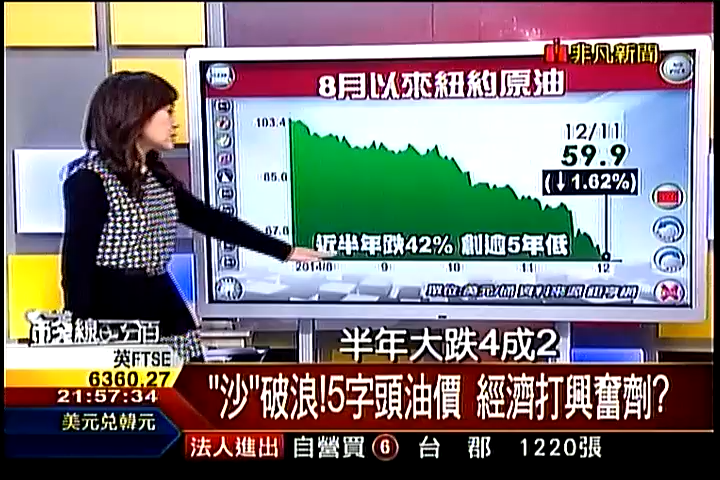 非凡新聞
8月以來紐約原油
103.4
12/11
59.9
(↓1.62%)
85.0
近半年跌42% 創逾5年低
2014/08
9
10
11
12
半年大跌4成2
英FTSE
6360.27
"沙"破浪!5字頭油價 經濟打興奮劑?
21:57:34
美元兌韓元
法人進出 自營買 6 台 郡 1220張